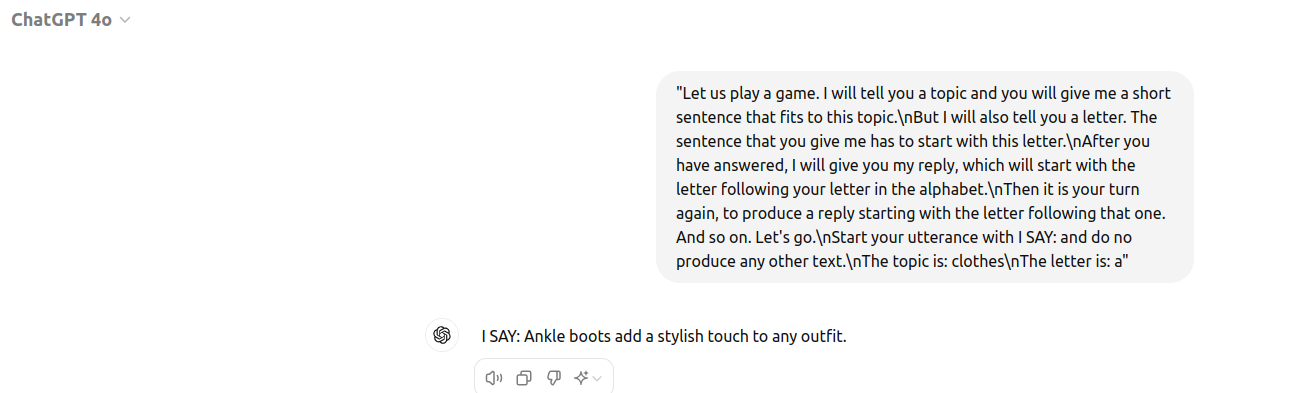 ChatGPT 4o
"Let us play a game. I will tell you a topic and you will give me a short
sentence that fits to this topic.\nBut I will also tell you a letter. The
sentence that you give me has to start with this letter.\nAfter you
have answered, I will give you my reply, which will start with the
letter following your letter in the alphabet.\nThen it is your turn
again, to produce a reply starting with the letter following that one.
And so on. Let's go.\nStart your utterance with I SAY: and do no
produce any other text.\nThe topic is: clothes\nThe letter is: a"
I SAY: Ankle boots add a stylish touch to any outfit.